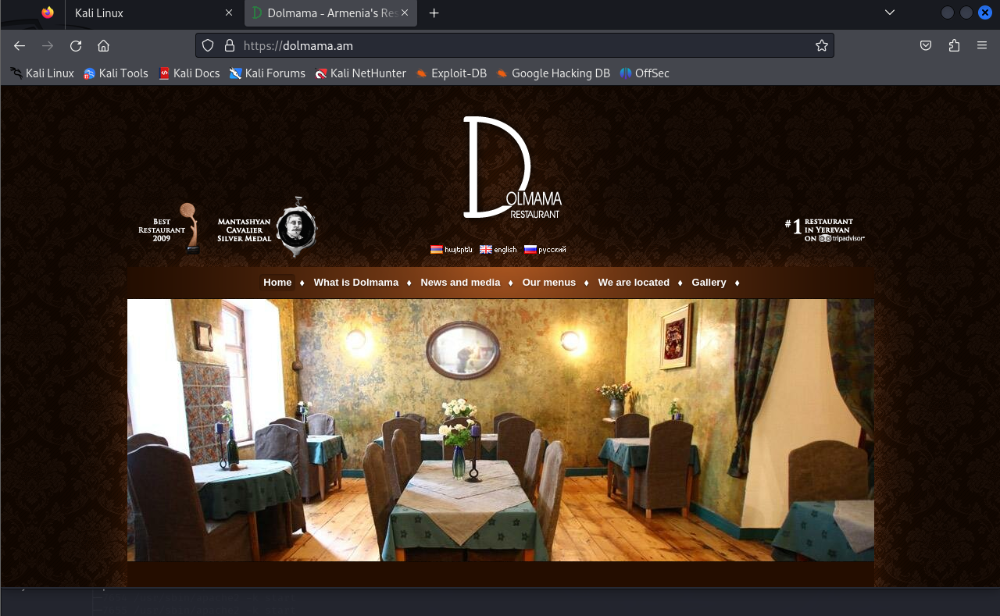 Kali Linux
Dolmama - Armenia's Res
https://dolmama.am
Kali Linux Kali Tools Kali Docs Kali Forums Kali NetHunter Exploit-DB Google Hacking DB OffSec
DOLMAMA
RESTAURANT
BEST
RESTAURANT
2009
MANTASHYAN
CAVALIER
SILVER MEDAL
#1 RESTAURANT
IN YEREVAN
ON tripadvisor®
հայերեն english русский
Home ♦ What is Dolmama ♦ News and media ♦ Our menus ♦ We are located ♦ Gallery ♦